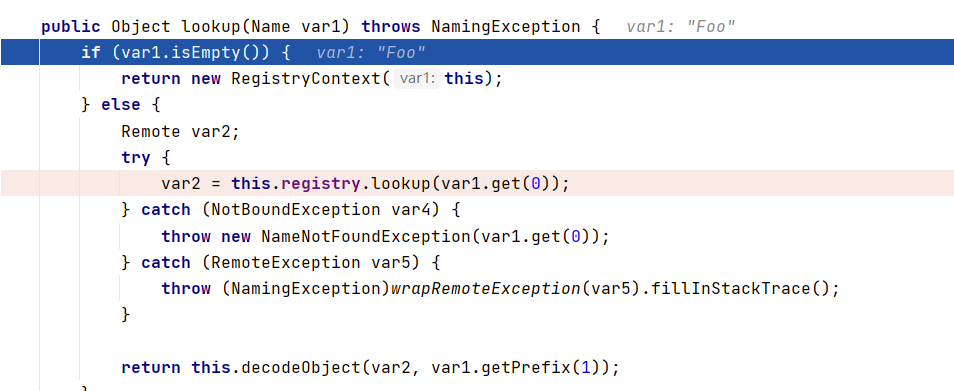 public Object lookup(Name var1) throws NamingException { var1: "Foo"
if (var1.isEmpty()) { var1: "Foo"
return new RegistryContext( var1: this);
} else {
Remote var2;
try {
var2 = this.registry.lookup(var1.get(0));
} catch (NotBoundException var4) {
throw new NameNotFoundException(var1.get(0));
} catch (RemoteException var5) {
throw (NamingException)wrapRemoteException(var5).fillInStackTrace();
}
return this.decodeObject(var2, var1.getPrefix(1));